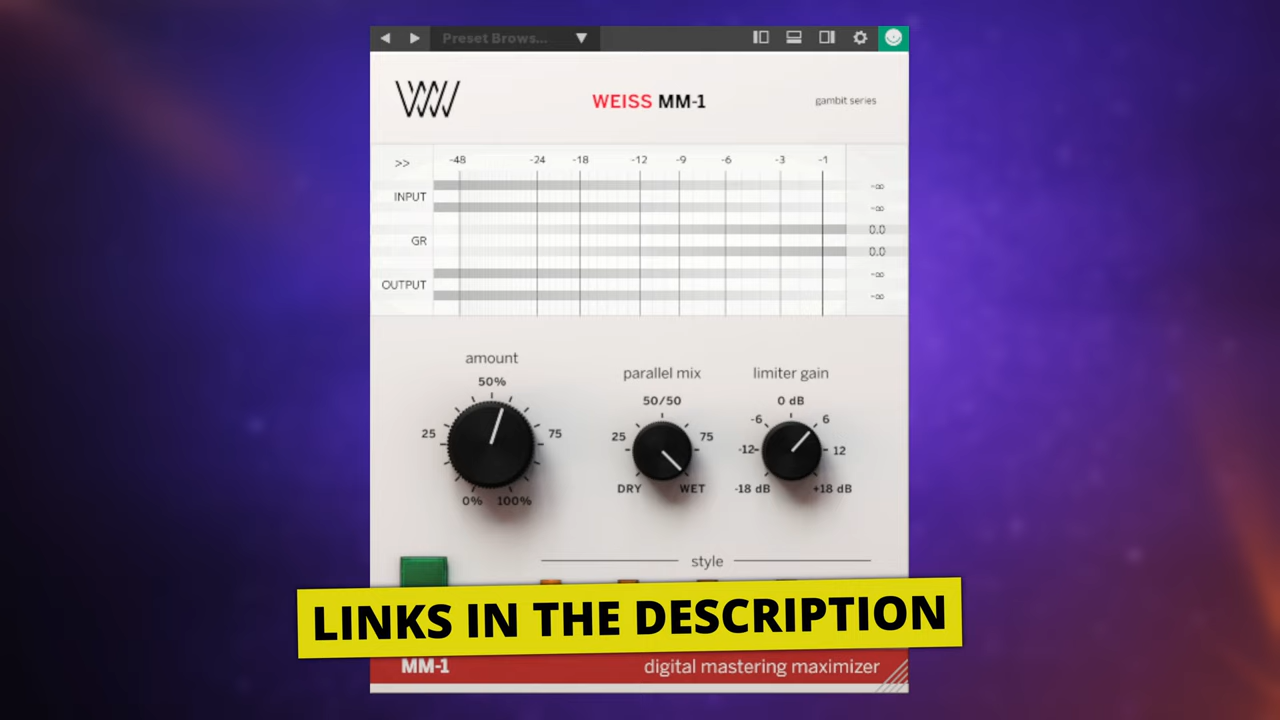 Preset Brows...
WEISS MM-1
gambit series
>> -48 -24 -18 -12 -9 -6 -3 -1
INPUT -∞
-∞
GR 0.0
0.0
OUTPUT -∞
-∞
amount
50%
25 75
0% 100%
parallel mix
50/50
25 75
DRY WET
limiter gain
0 dB
-6 6
-12 12
-18 dB +18 dB
style
LINKS IN THE DESCRIPTION
MM-1 digital mastering maximizer